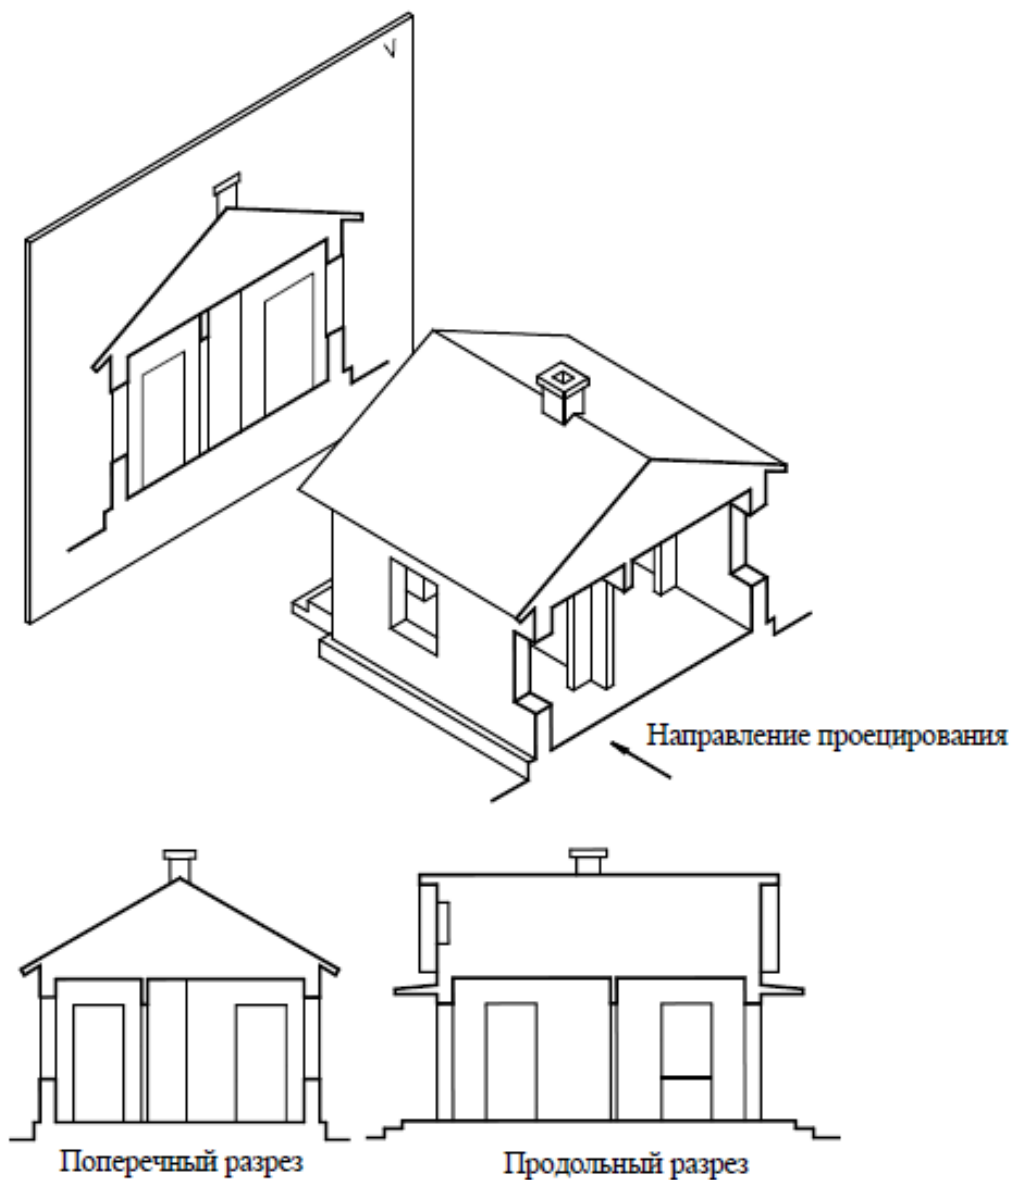 V
Направление проецирования
Поперечный разрез
Продольный разрез